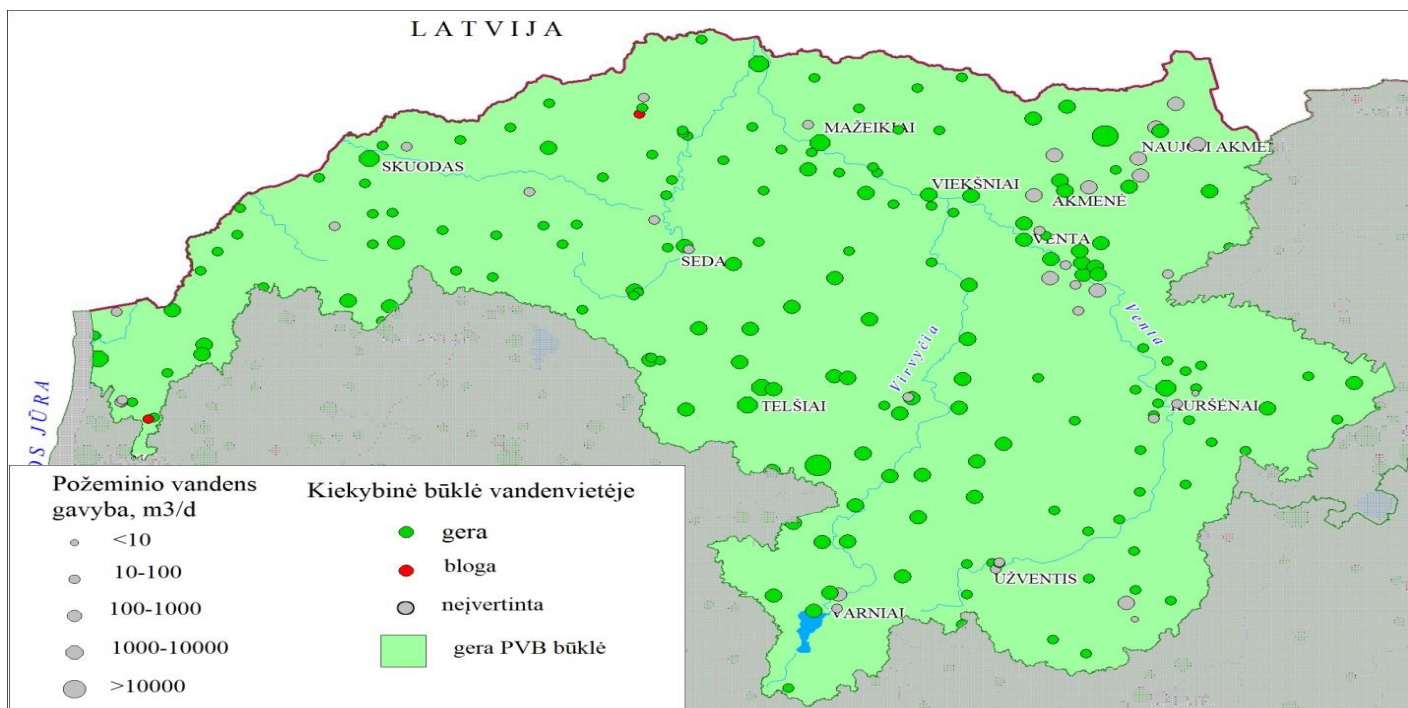 LATVIJA
MAŽEIKIAI
SKUODAS
VIEKŠNIAI
AKMENĖ
VENTA
SEDA
Venta
Virvyčia
TELŠIAI
OS JŪRA
UŽVENTIS
VARNIAI
Požeminio vandens
gavyba, m3/d
<10
10-100
100-1000
1000-10000
>10000
Kiekybinė būklė vandenvietėje
gera
bloga
neįvertinta
gera PVB būklė